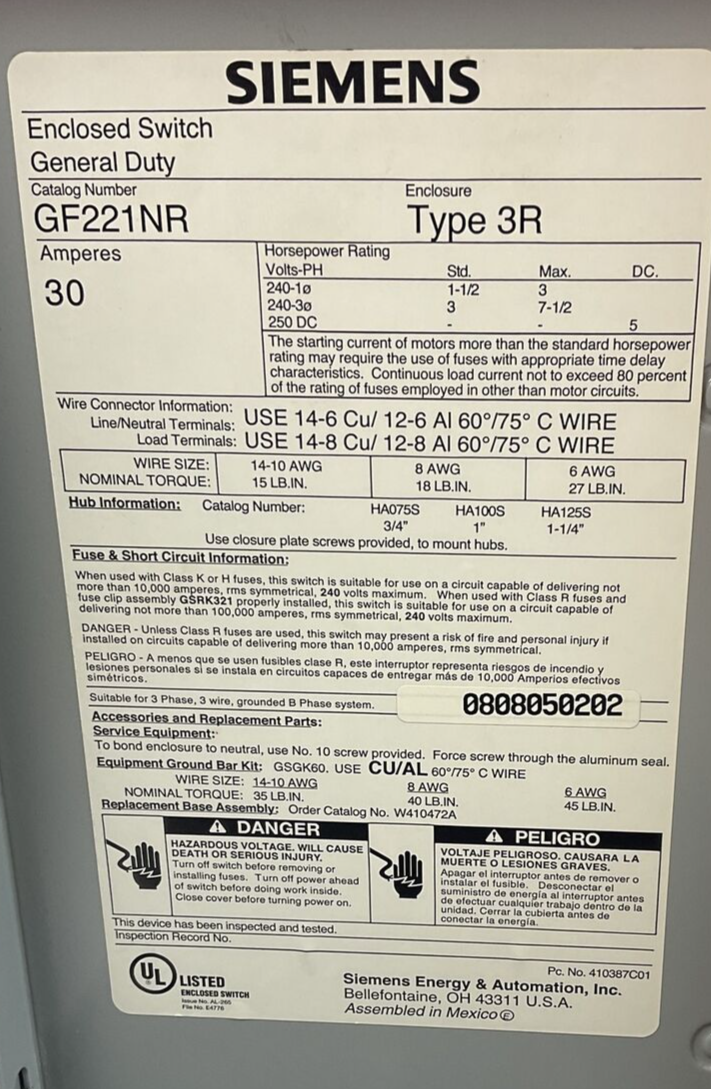 SIEMENS
Enclosed Switch
General Duty
Catalog Number Enclosure
GF221NR Type 3R
Amperes
30
Horsepower Rating
Volts-PH Std. Max. DC.
240-1ø 1-1/2 3
240-3ø 3 7-1/2
250 DC - - 5
The starting current of motors more than the standard horsepower
rating may require the use of fuses with appropriate time delay
characteristics. Continuous load current not to exceed 80 percent
of the rating of fuses employed in other than motor circuits.
Wire Connector Information:
Line/Neutral Terminals: USE 14-6 Cu/ 12-6 Al 60°/75° C WIRE
Load Terminals: USE 14-8 Cu/ 12-8 Al 60°/75° C WIRE
WIRE SIZE: 14-10 AWG 8 AWG 6 AWG
NOMINAL TORQUE: 15 LB.IN. 18 LB.IN. 27 LB.IN.
Hub Information: Catalog Number: HA075S HA100S HA125S
3/4" 1" 1-1/4"
Use closure plate screws provided, to mount hubs.
Fuse & Short Circuit Information:
When used with Class K or H fuses, this switch is suitable for use on a circuit capable of delivering not
more than 10,000 amperes, rms symmetrical, 240 volts maximum. When used with Class R fuses and
fuse clip assembly GSRK321 properly installed, this switch is suitable for use on a circuit capable of
delivering not more than 100,000 amperes, rms symmetrical, 240 volts maximum.
DANGER - Unless Class R fuses are used, this switch may present a risk of fire and personal injury if
installed on circuits capable of delivering more than 10,000 amperes, rms symmetrical.
PELIGRO - A menos que se usen fusibles clase R, este interruptor representa riesgos de incendio y
lesiones personales si se instala en circuitos capaces de entregar más de 10,000 Amperios efectivos
simétricos.
Suitable for 3 Phase, 3 wire, grounded B Phase system. 0808050202
Accessories and Replacement Parts:
Service Equipment:
To bond enclosure to neutral, use No. 10 screw provided. Force screw through the aluminum seal.
Equipment Ground Bar Kit: GSGK60. USE CU/AL 60°/75° C WIRE
WIRE SIZE: 14-10 AWG 8 AWG 6 AWG
NOMINAL TORQUE: 35 LB.IN. 40 LB.IN. 45 LB.IN.
Replacement Base Assembly: Order Catalog No. W410472A
DANGER
HAZARDOUS VOLTAGE. WILL CAUSE
DEATH OR SERIOUS INJURY.
Turn off switch before removing or
installing fuses. Turn off power ahead
of switch before doing work inside.
Close cover before turning power on.
PELIGRO
VOLTAJE PELIGROSO. CAUSARA LA
MUERTE O LESIONES GRAVES.
Apagar el interruptor antes de remover o
instalar el fusible. Desconectar el
suministro de energía al interruptor antes
de efectuar cualquier trabajo dentro de la
unidad. Cerrar la cubierta antes de
conectar la energía.
This device has been inspected and tested.
Inspection Record No.
UL LISTED
ENCLOSED SWITCH
Issue No. AL-265
File No. E4776
Pc. No. 410387C01
Siemens Energy & Automation, Inc.
Bellefontaine, OH 43311 U.S.A.
Assembled in Mexico Ⓔ